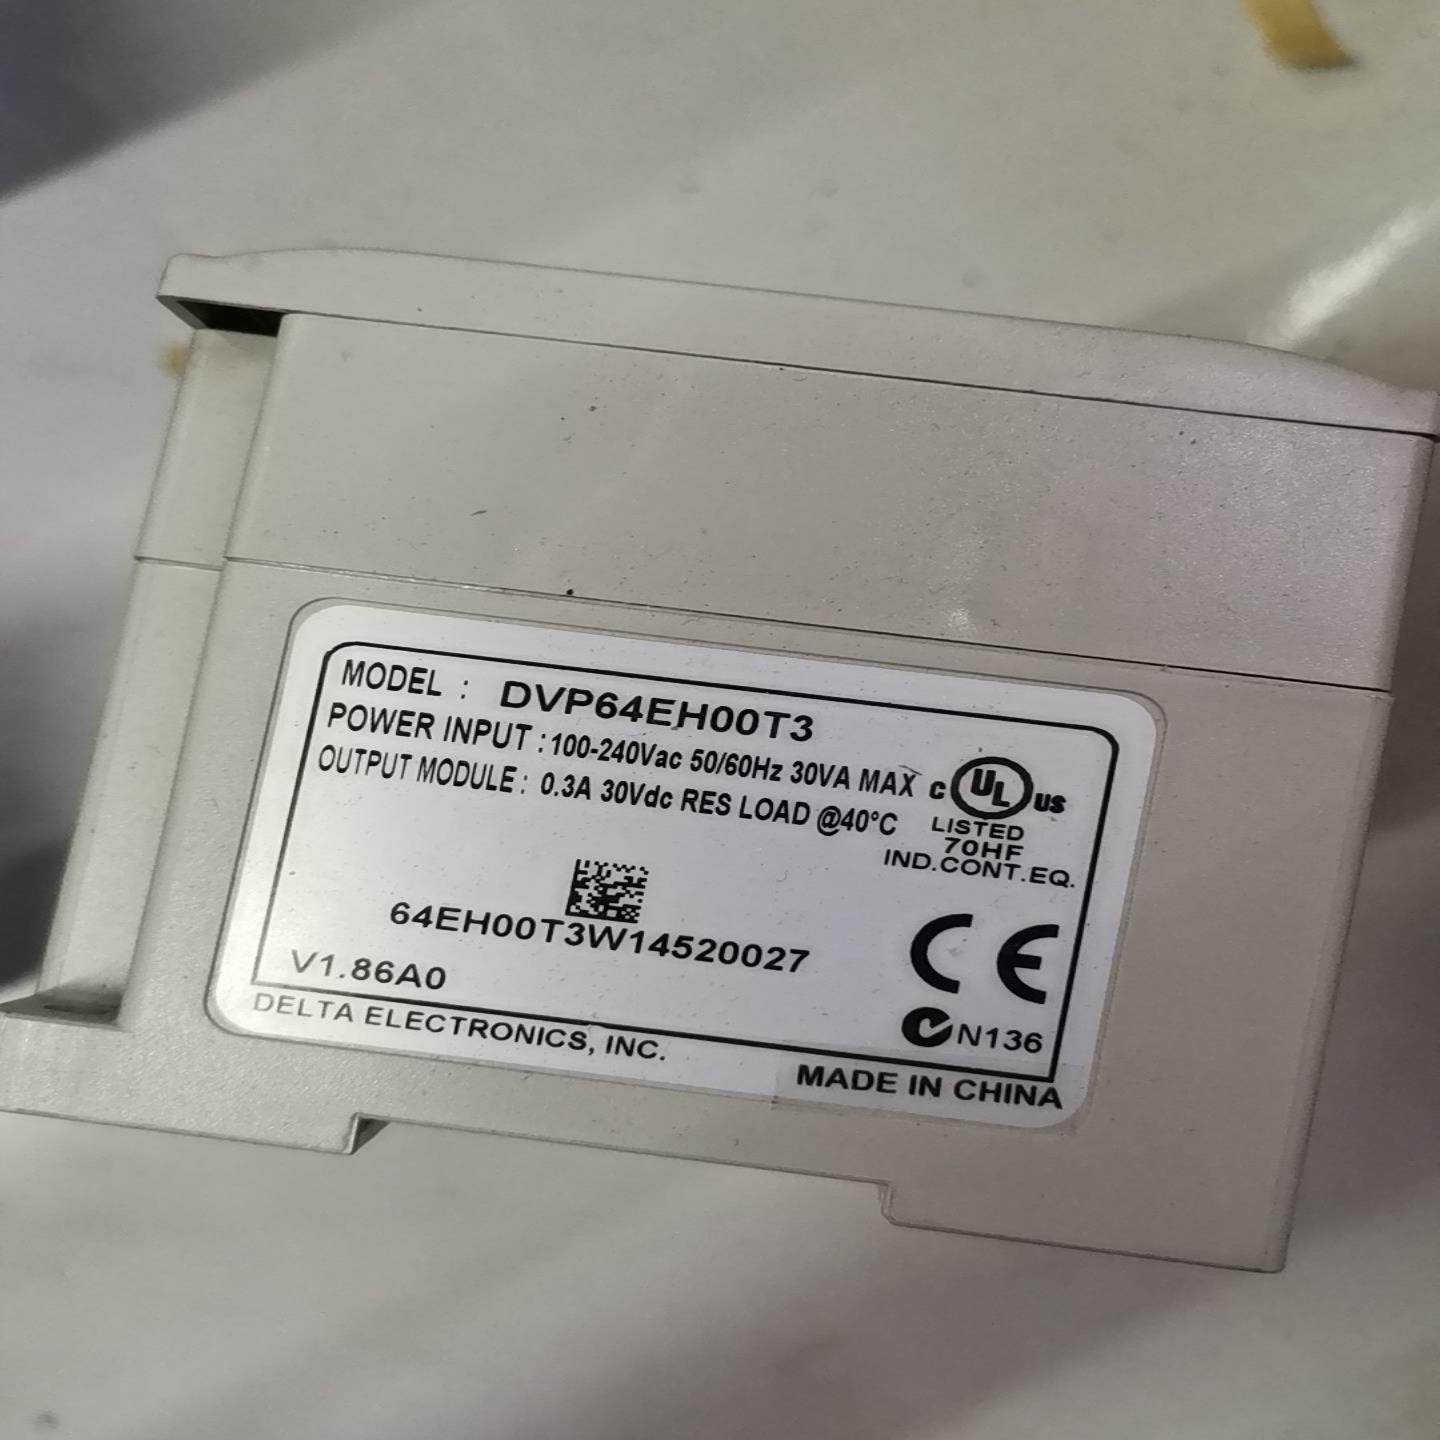 MODEL : DVP64EH00T3
POWER INPUT : 100-240Vac 50/60Hz 30VA MAX
OUTPUT MODULE : 0.3A 30Vdc RES LOAD @40°C
C UL US
LISTED
70HF
IND.CONT.EQ.
64EH00T3W14520027
V1.86A0
CE
N136
DELTA ELECTRONICS, INC.
MADE IN CHINA